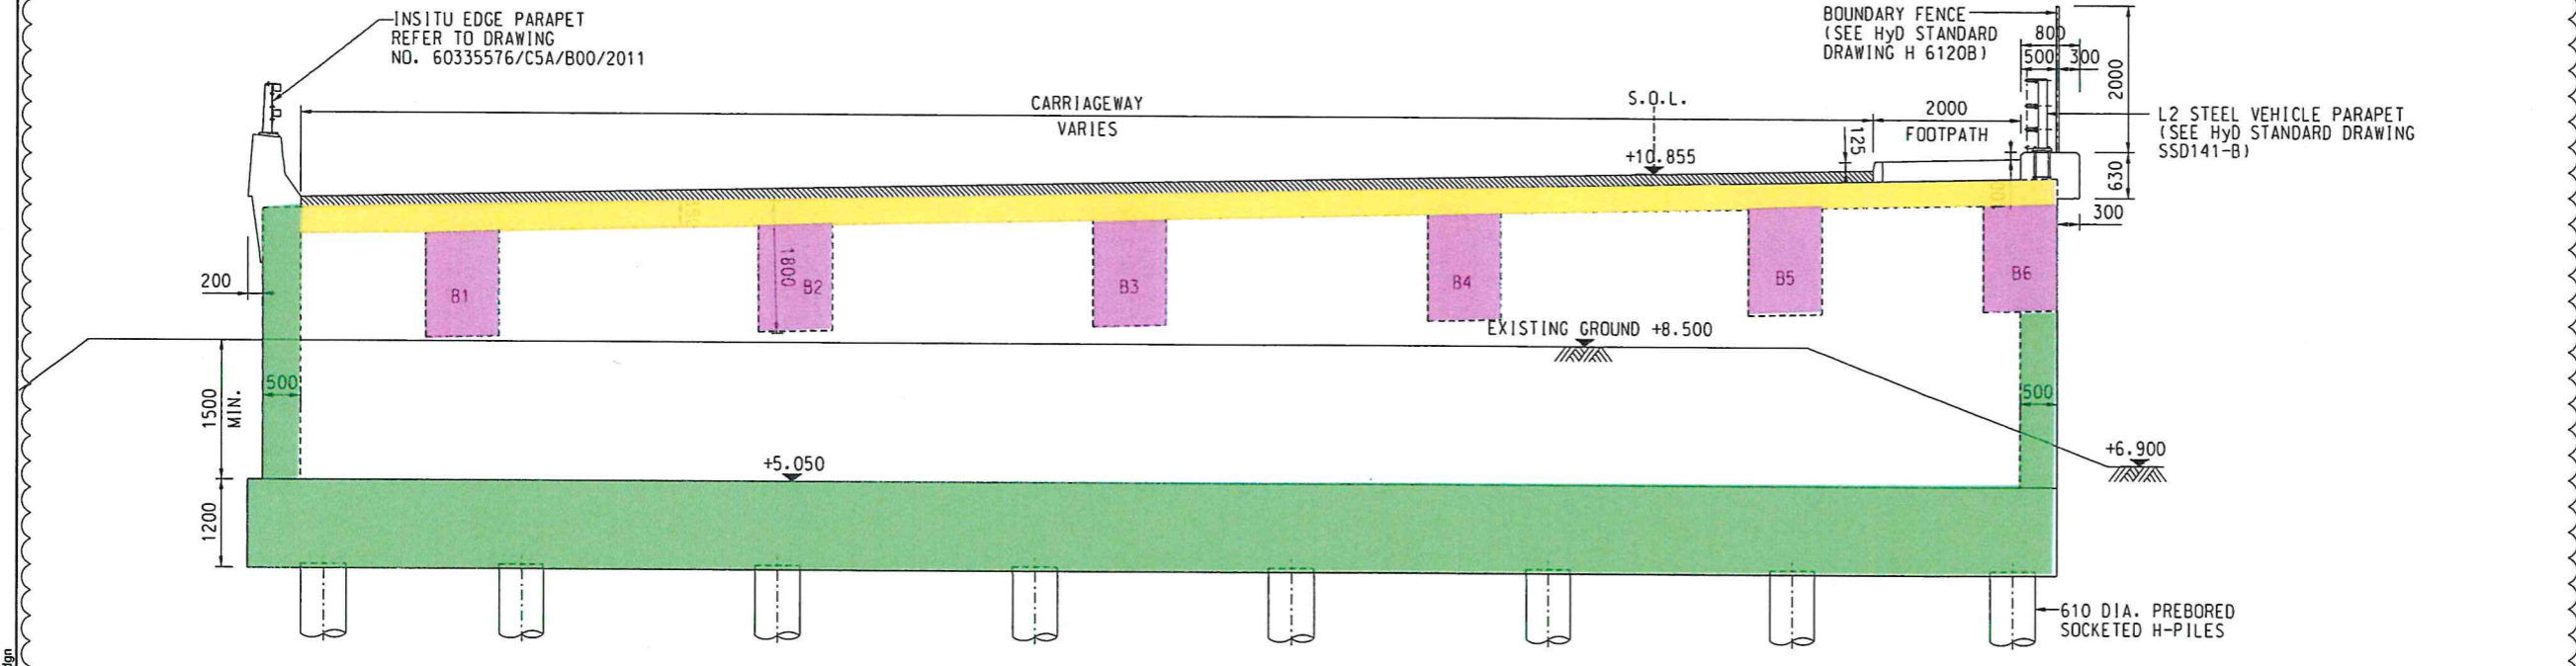 INSITU EDGE PARAPET
REFER TO DRAWING
NO. 60335576/C5A/B00/2011
BOUNDARY FENCE
(SEE HyD STANDARD
DRAWING H 6120B)
800
500
300
2000
CARRIAGEWAY
VARIES
S.O.L.
+10.855
125
2000
FOOTPATH
L2 STEEL VEHICLE PARAPET
(SEE HyD STANDARD DRAWING
SSD141-B)
630
300
200
1800
B1
B2
B3
B4
B5
B6
EXISTING GROUND +8.500
500
1500
MIN.
500
+6.900
+5.050
1200
610 DIA. PREBORED
SOCKETED H-PILES
dgn